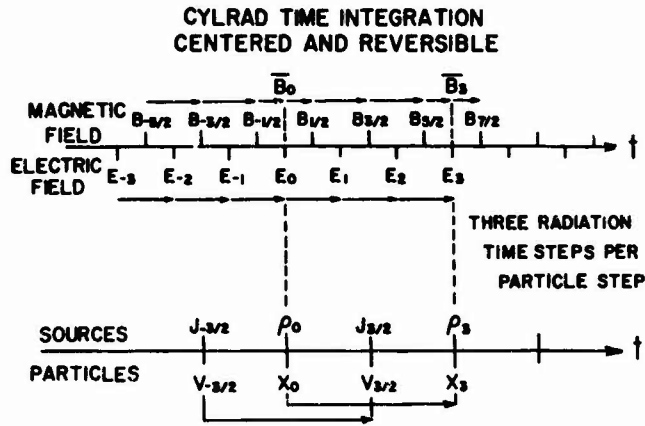 CYLRAD TIME INTEGRATION
CENTERED AND REVERSIBLE
B̅₀ B̅₃
MAGNETIC FIELD
B-5/2 B-3/2 B-1/2 B1/2 B3/2 B5/2 B7/2
t
ELECTRIC FIELD
E-3 E-2 E-1 E0 E1 E2 E3
THREE RADIATION
TIME STEPS PER
PARTICLE STEP
SOURCES
J-3/2 ρ0 J3/2 ρ3
t
PARTICLES
V-3/2 X0 V3/2 X3